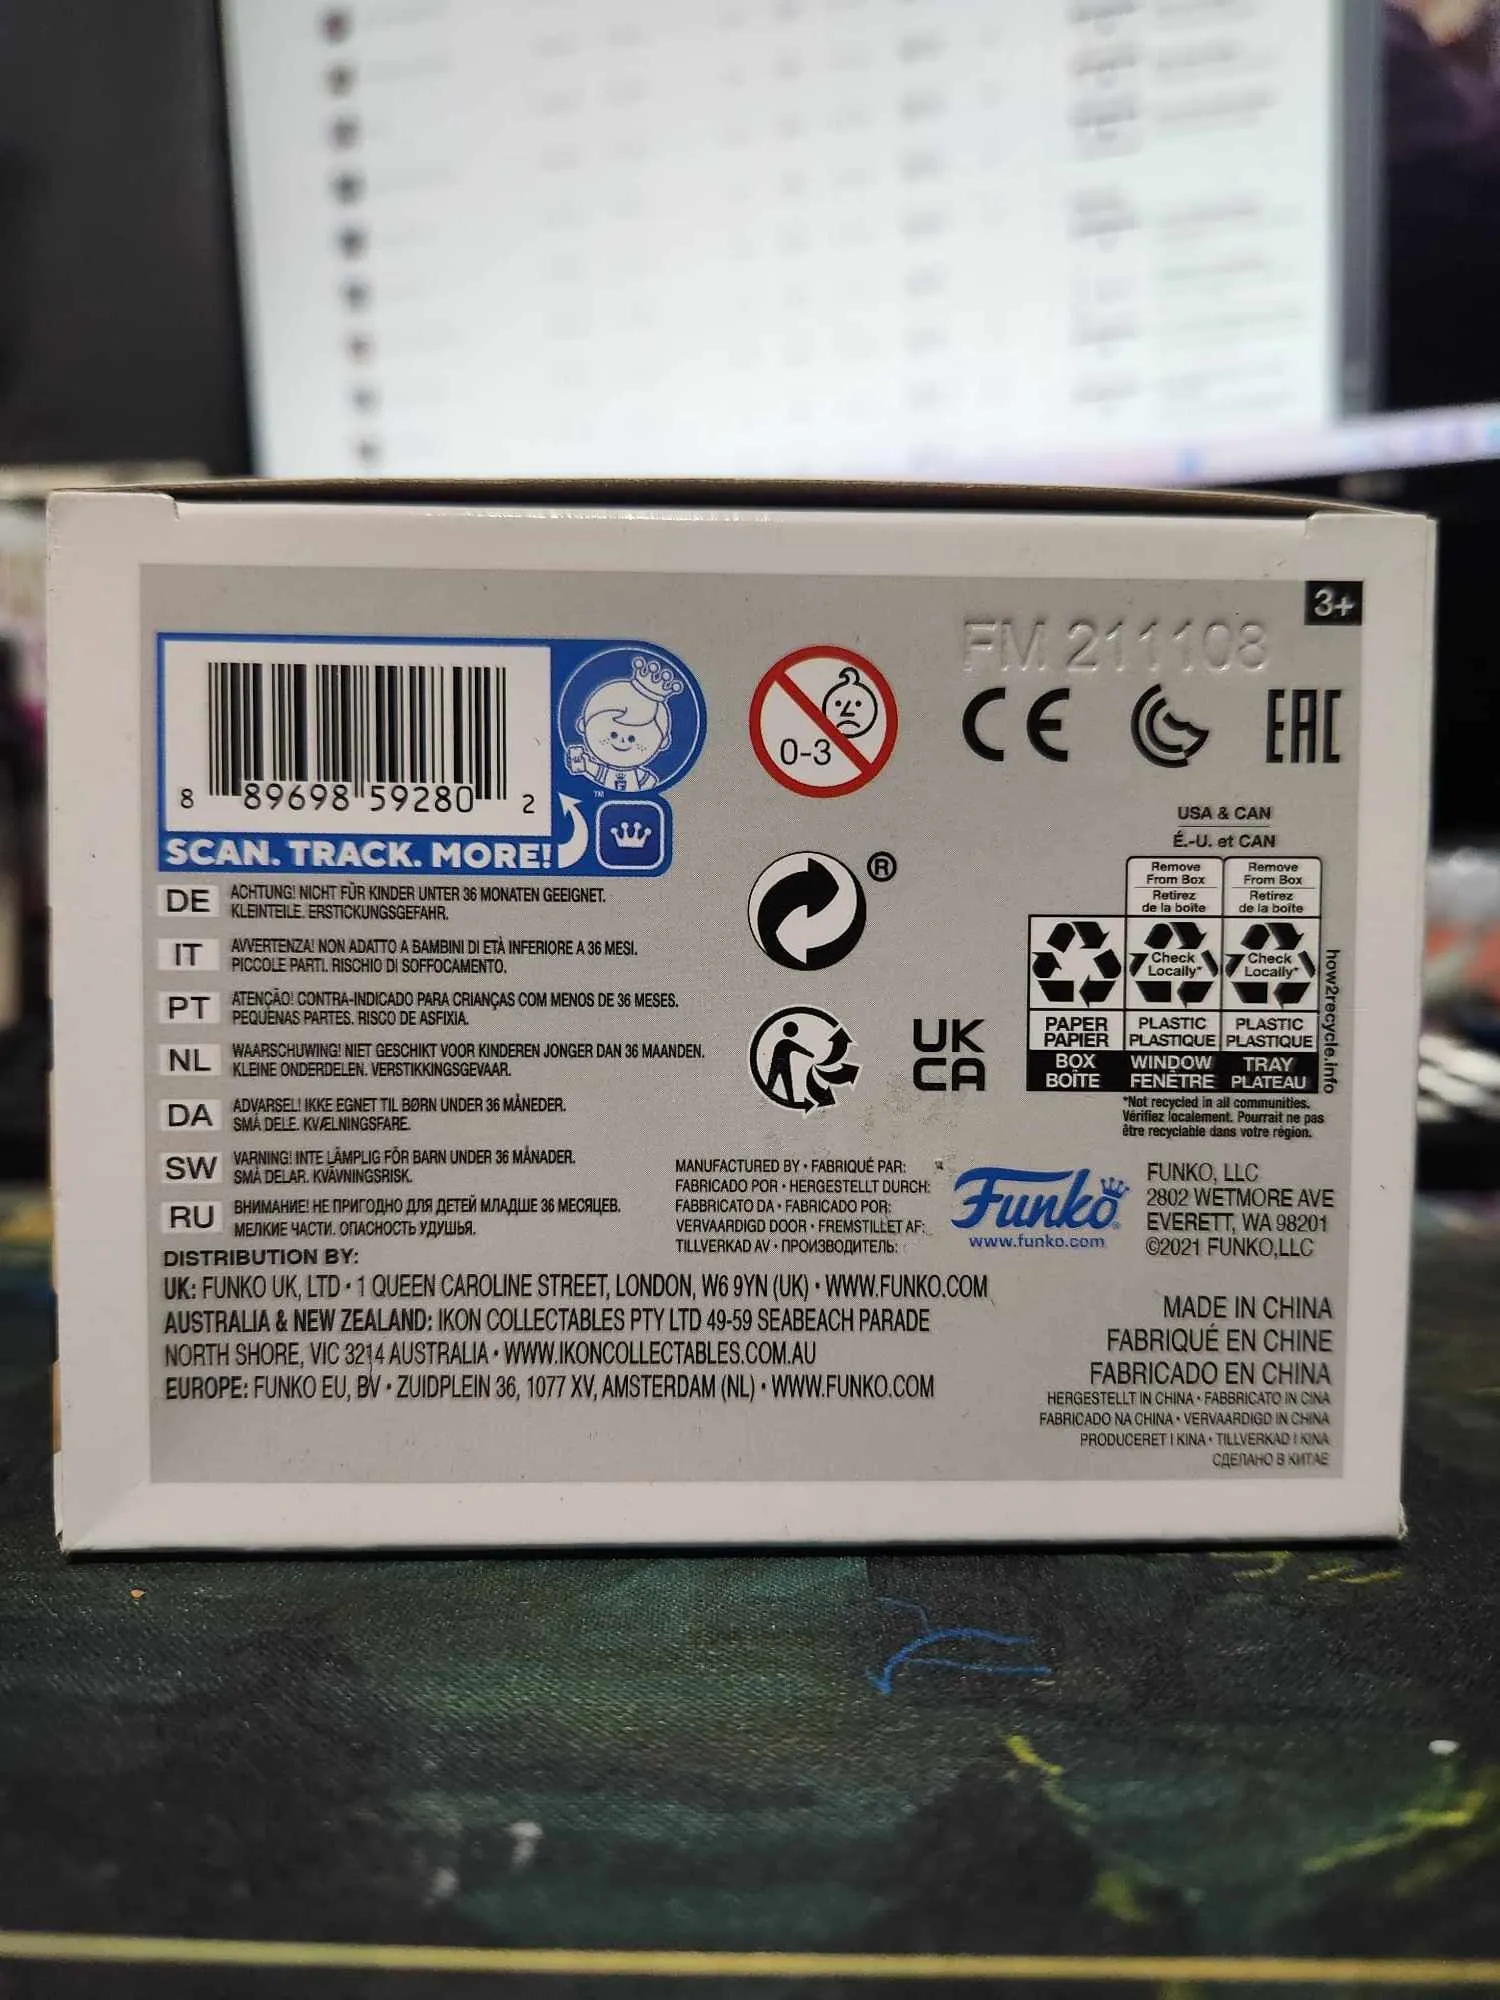 3+
FM 211108
8 89698 59280 2
SCAN. TRACK. MORE!
TM
0-3
CE
EAC
®
USA & CAN
É.-U. et CAN
Remove From Box
Retirez de la boîte
Remove From Box
Retirez de la boîte
Check Locally*
Check Locally*
PAPER PAPIER
PLASTIC PLASTIQUE
PLASTIC PLASTIQUE
BOX BOÎTE
WINDOW FENÊTRE
TRAY PLATEAU
how2recycle.info
*Not recycled in all communities.
Vérifiez localement. Pourrait ne pas
être recyclable dans votre région.
UK
CA
DE ACHTUNG! NICHT FÜR KINDER UNTER 36 MONATEN GEEIGNET.
KLEINTEILE. ERSTICKUNGSGEFAHR.
IT AVVERTENZA! NON ADATTO A BAMBINI DI ETÀ INFERIORE A 36 MESI.
PICCOLE PARTI. RISCHIO DI SOFFOCAMENTO.
PT ATENÇÃO! CONTRA-INDICADO PARA CRIANÇAS COM MENOS DE 36 MESES.
PEQUENAS PARTES. RISCO DE ASFIXIA.
NL WAARSCHUWING! NIET GESCHIKT VOOR KINDEREN JONGER DAN 36 MAANDEN.
KLEINE ONDERDELEN. VERSTIKKINGSGEVAAR.
DA ADVARSEL! IKKE EGNET TIL BØRN UNDER 36 MÅNEDER.
SMÅ DELE. KVÆLNINGSFARE.
SW VARNING! INTE LÄMPLIG FÖR BARN UNDER 36 MÅNADER.
SMÅ DELAR. KVÄVNINGSRISK.
RU ВНИМАНИЕ! НЕ ПРИГОДНО ДЛЯ ДЕТЕЙ МЛАДШЕ 36 МЕСЯЦЕВ.
МЕЛКИЕ ЧАСТИ. ОПАСНОСТЬ УДУШЬЯ.
MANUFACTURED BY • FABRIQUÉ PAR:
FABRICADO POR • HERGESTELLT DURCH:
FABBRICATO DA • FABRICADO POR:
VERVAARDIGD DOOR • FREMSTILLET AF:
TILLVERKAD AV • ПРОИЗВОДИТЕЛЬ:
Funko
www.funko.com
FUNKO, LLC
2802 WETMORE AVE
EVERETT, WA 98201
©2021 FUNKO,LLC
DISTRIBUTION BY:
UK: FUNKO UK, LTD • 1 QUEEN CAROLINE STREET, LONDON, W6 9YN (UK) • WWW.FUNKO.COM
AUSTRALIA & NEW ZEALAND: IKON COLLECTABLES PTY LTD 49-59 SEABEACH PARADE
NORTH SHORE, VIC 3214 AUSTRALIA • WWW.IKONCOLLECTABLES.COM.AU
EUROPE: FUNKO EU, BV • ZUIDPLEIN 36, 1077 XV, AMSTERDAM (NL) • WWW.FUNKO.COM
MADE IN CHINA
FABRIQUÉ EN CHINE
FABRICADO EN CHINA
HERGESTELLT IN CHINA • FABBRICATO IN CINA
FABRICADO NA CHINA • VERVAARDIGD IN CHINA
PRODUCERET I KINA • TILLVERKAD I KINA
СДЕЛАНО В КИТАЕ